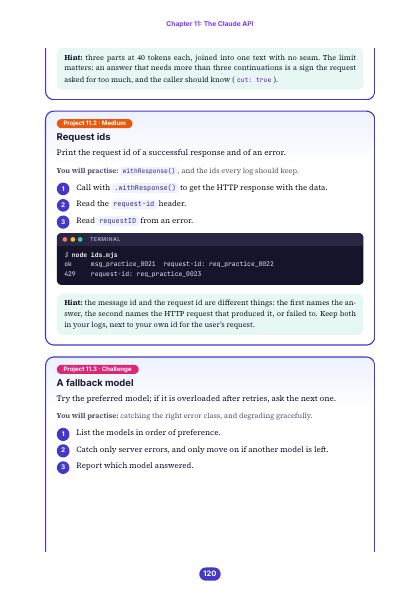 Chapter 11: The Claude API
Hint: three parts at 40 tokens each, joined into one text with no seam. The limit
matters: an answer that needs more than three continuations is a sign the request
asked for too much, and the caller should know ( cut: true ).
Project 11.2 · Medium
Request ids
Print the request id of a successful response and of an error.
You will practise: withResponse() , and the ids every log should keep.
1 Call with .withResponse() to get the HTTP response with the data.
2 Read the request-id header.
3 Read requestID from an error.
TERMINAL
$ node ids.mjs
ok msg_practice_0021 request-id: req_practice_0022
429 request-id: req_practice_0023
Hint: the message id and the request id are different things: the first names the an-
swer, the second names the HTTP request that produced it, or failed to. Keep both
in your logs, next to your own id for the user's request.
Project 11.3 · Challenge
A fallback model
Try the preferred model; if it is overloaded after retries, ask the next one.
You will practise: catching the right error class, and degrading gracefully.
1 List the models in order of preference.
2 Catch only server errors, and only move on if another model is left.
3 Report which model answered.
120